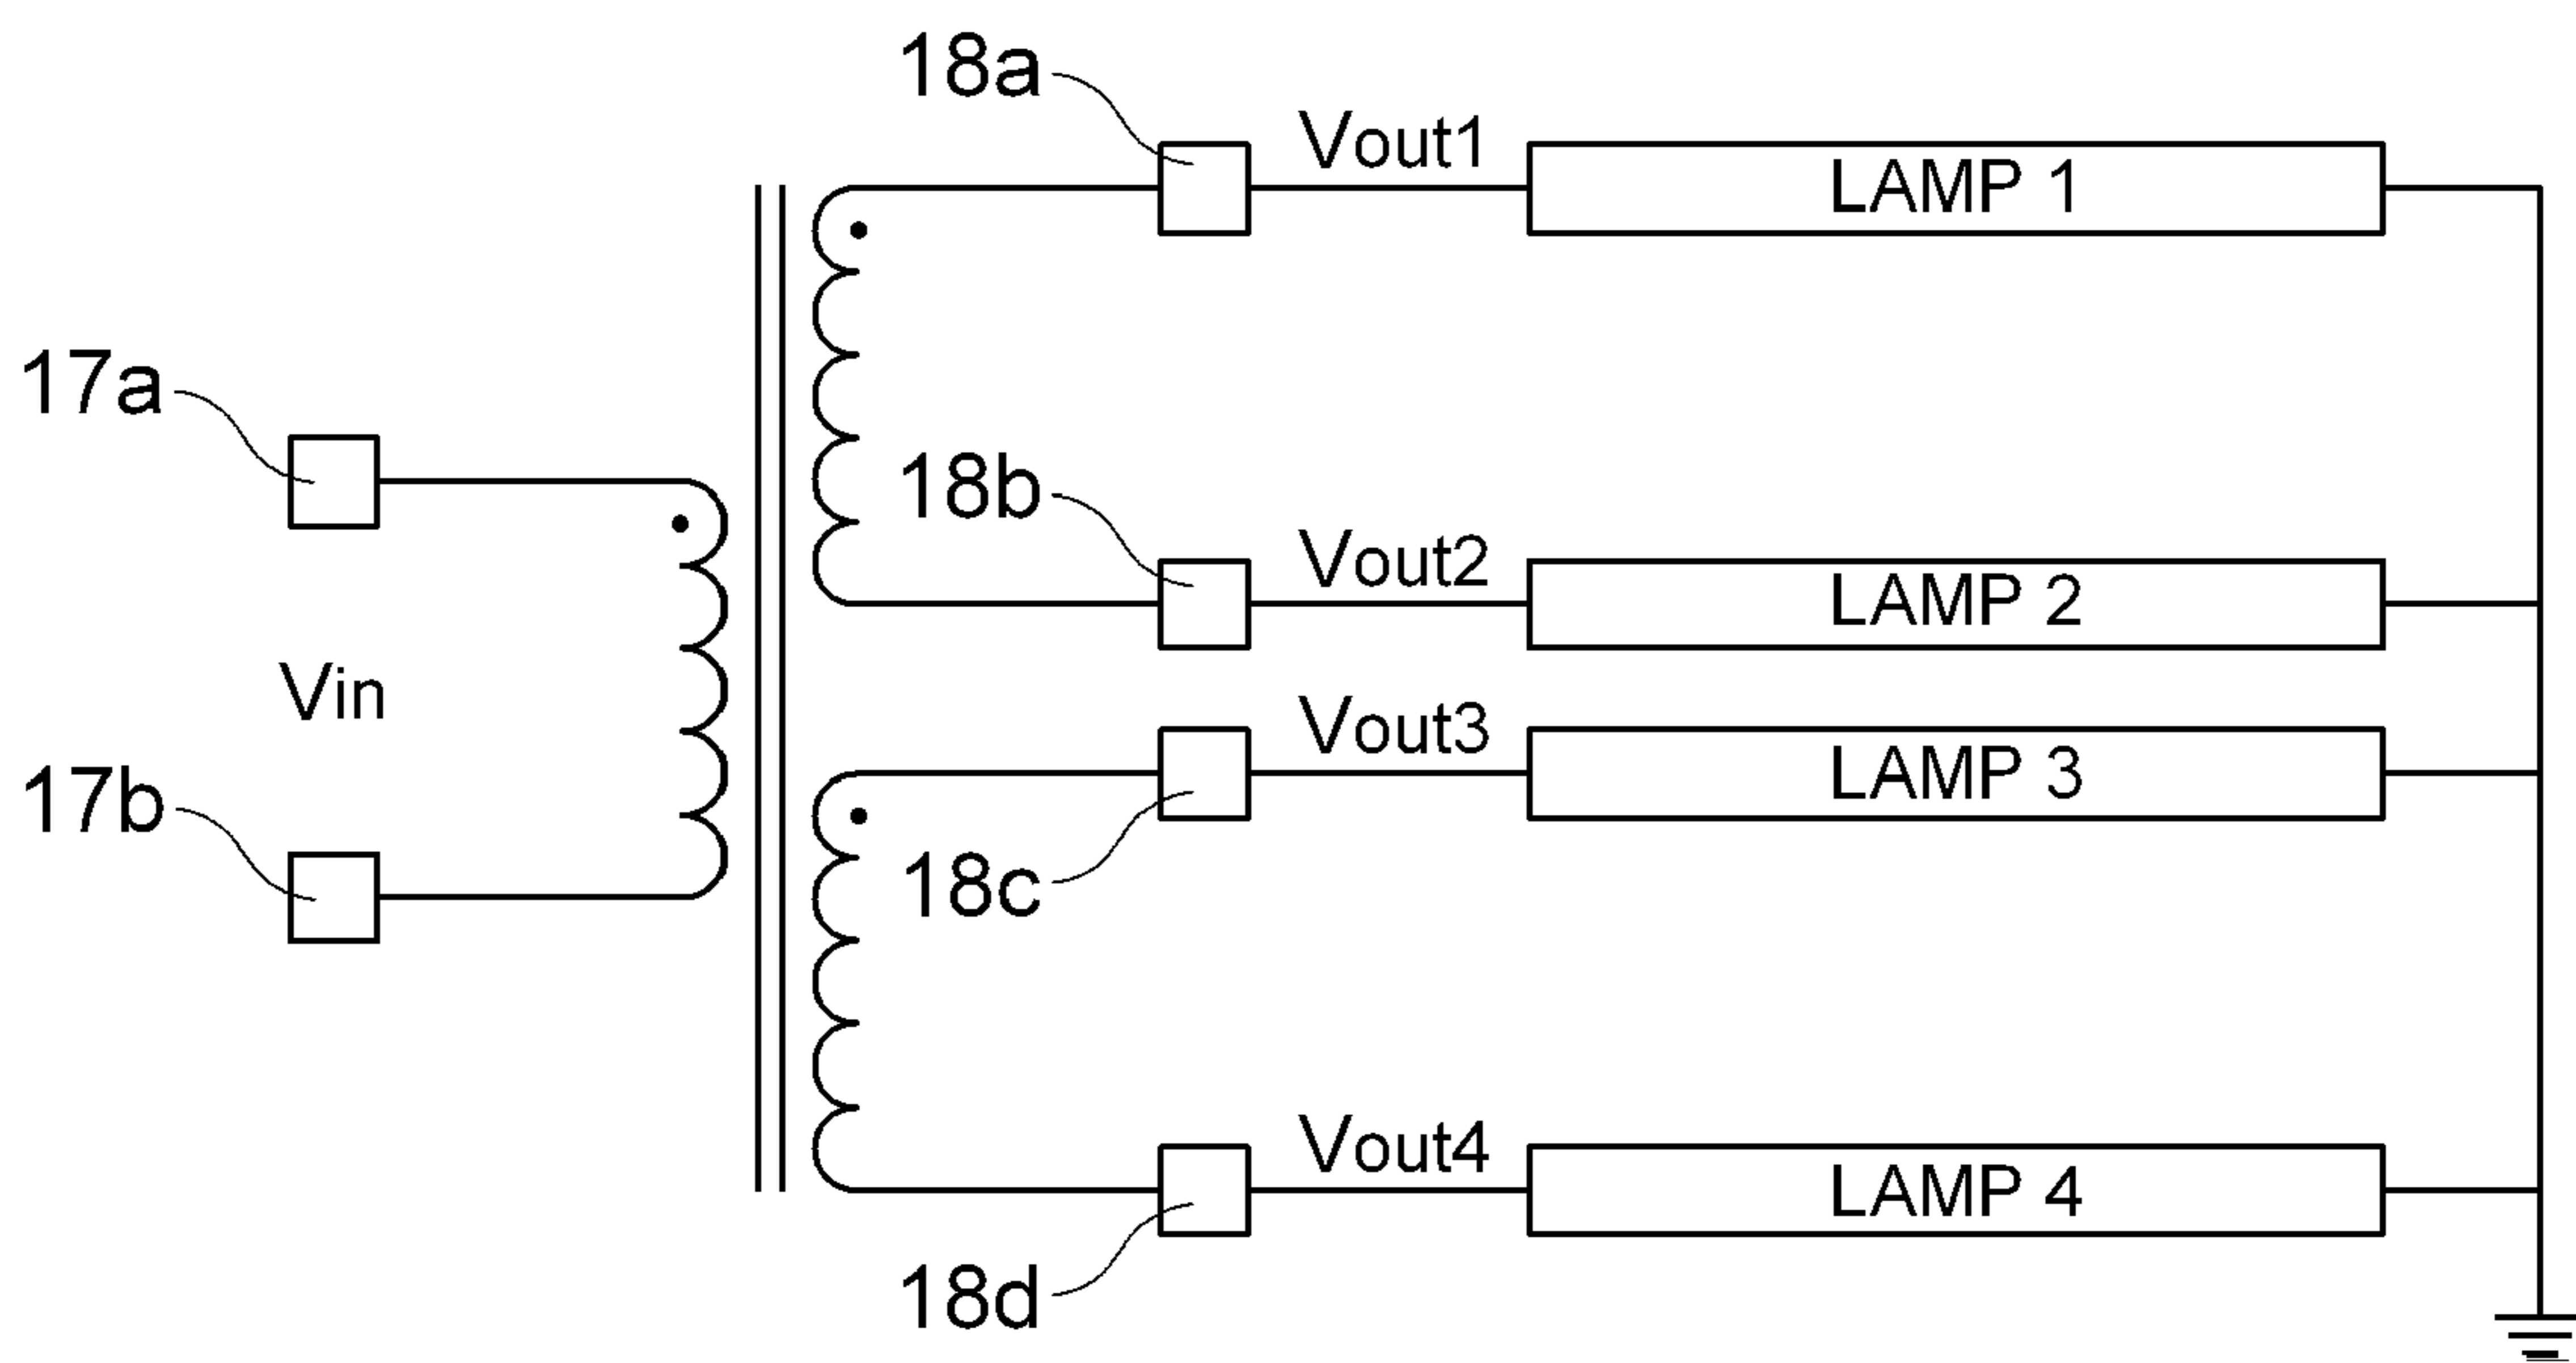 18a
Vout1
LAMP 1
17a
18b
Vout2
LAMP 2
Vin
Vout3
LAMP 3
17b
18c
Vout4
LAMP 4
18d